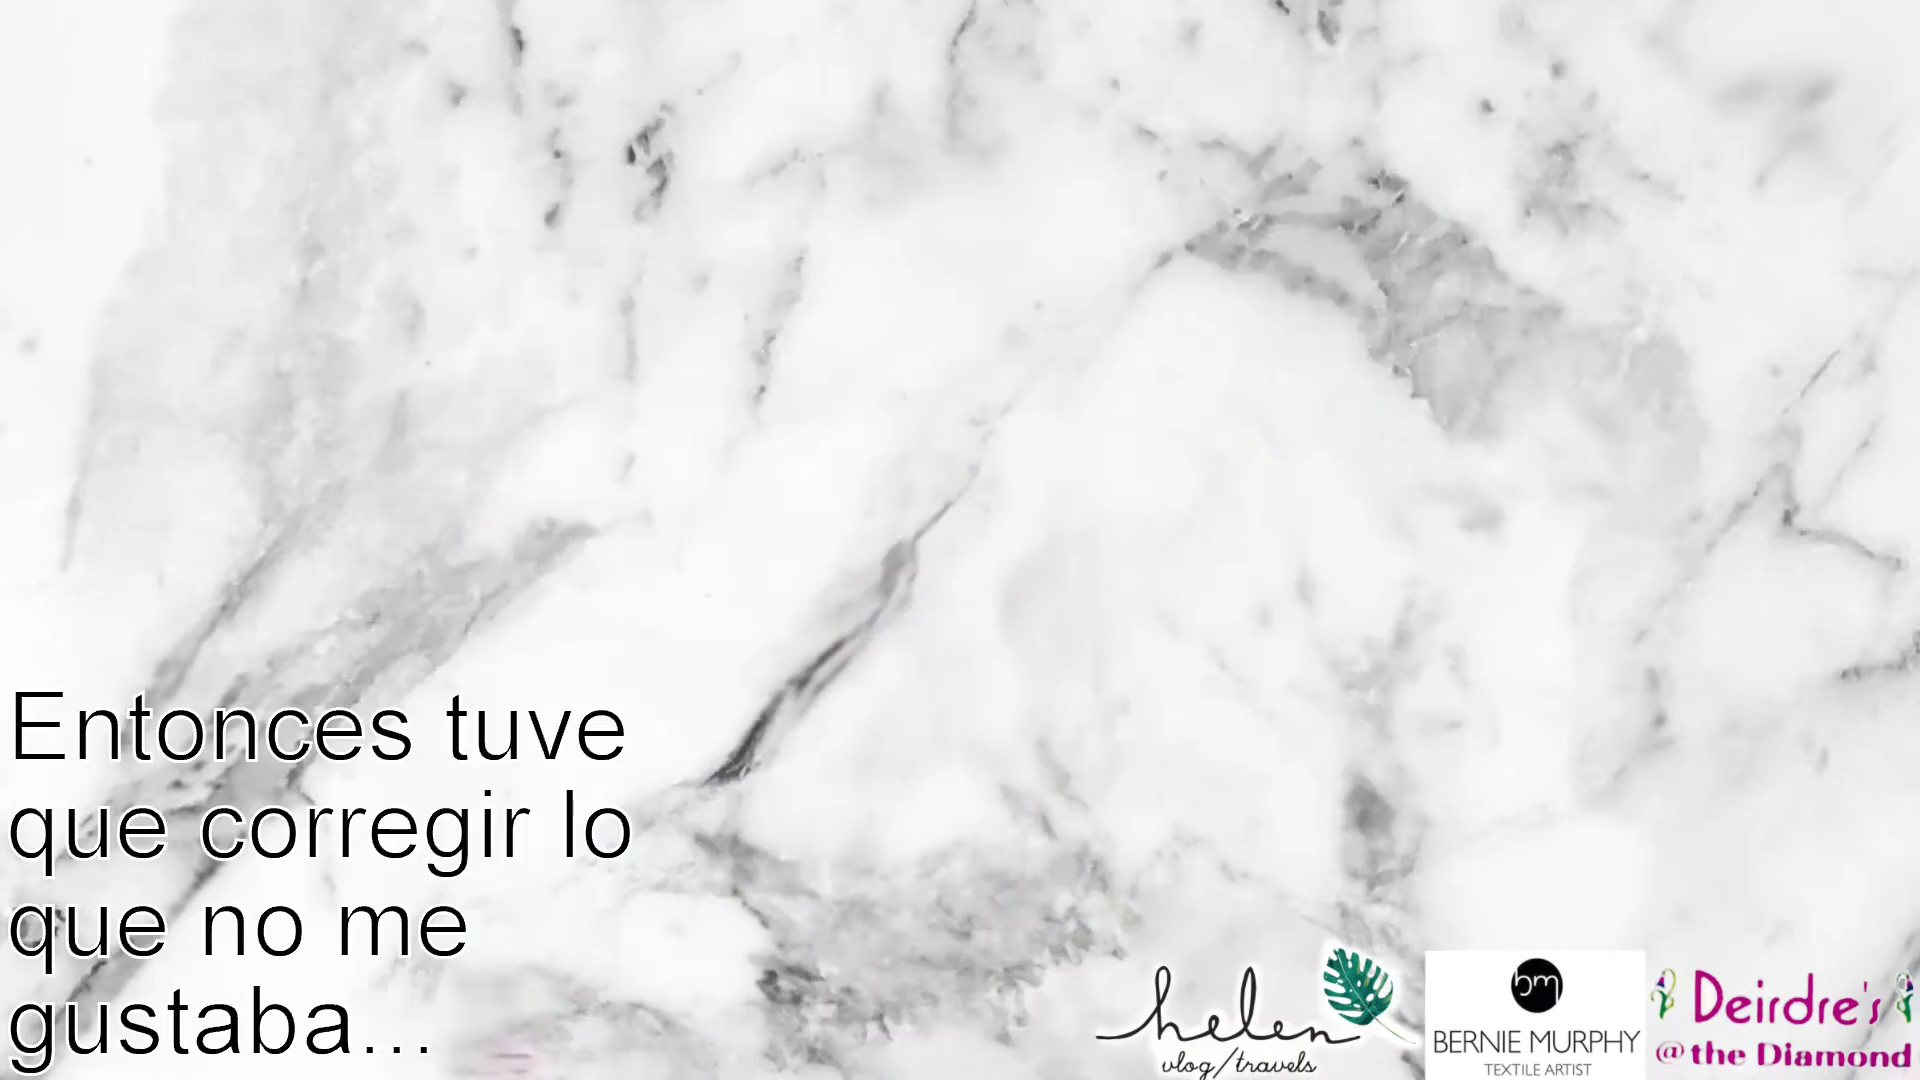 Entonces tuve
que corregir lo
que no me
gustaba...
helen
vlog/travels
bm
BERNIE MURPHY
TEXTILE ARTIST
Deirdre's
@ the Diamond